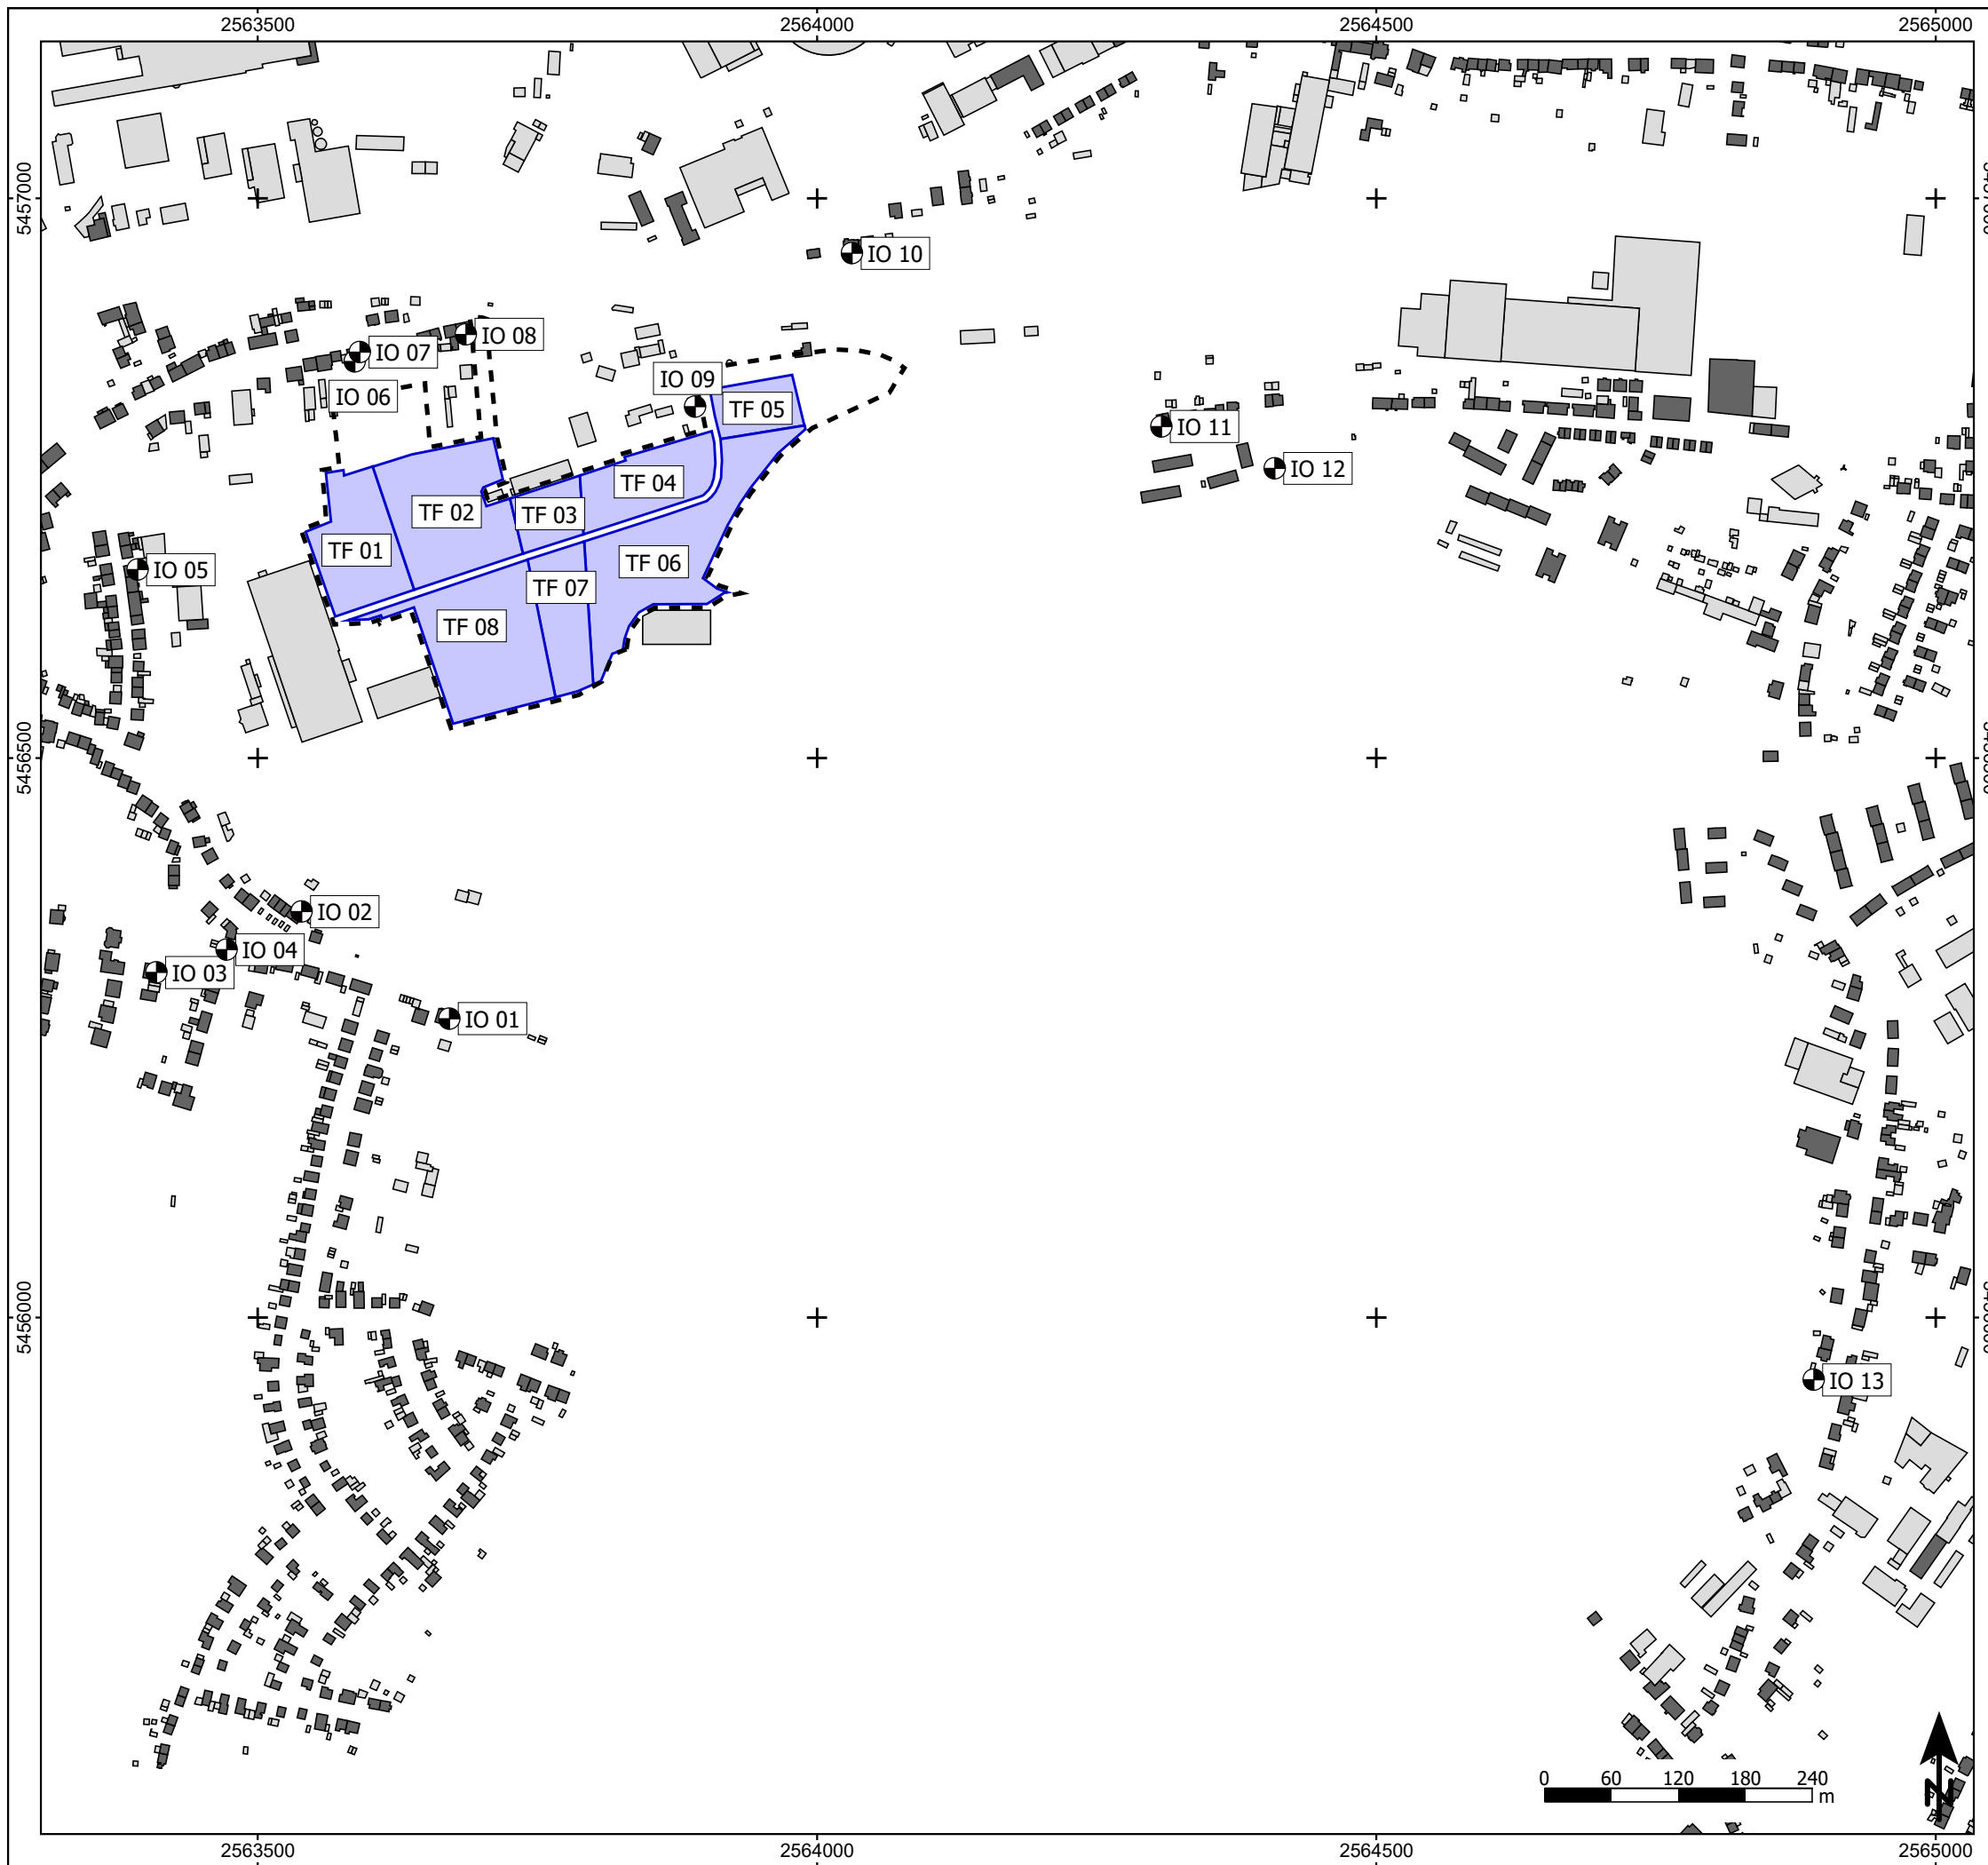 2563500 2564000 2564500 2565000
5457000
IO 10
IO 08
IO 07
IO 09
IO 06
TF 05
IO 11
IO 12
TF 04
TF 02
TF 03
TF 01
TF 06
IO 05
TF 07
TF 08
5456500
IO 02
IO 04
IO 03
IO 01
5456000
IO 13
0 60 120 180 240
m
N
2563500 2564000 2564500 2565000